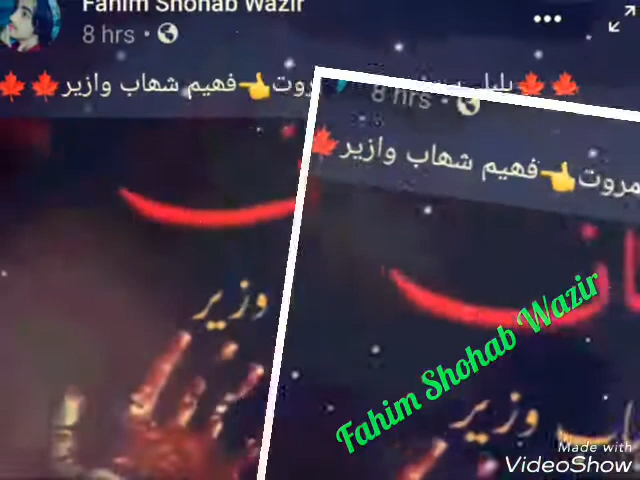 Fahim Shohab Wazir
8 hrs
فهیم شهاب وازیر
8 hrs
مروت فهیم شهاب وازیر
وزیر
Fahim Shohab Wazir
وزیر
Made with
VideoShow